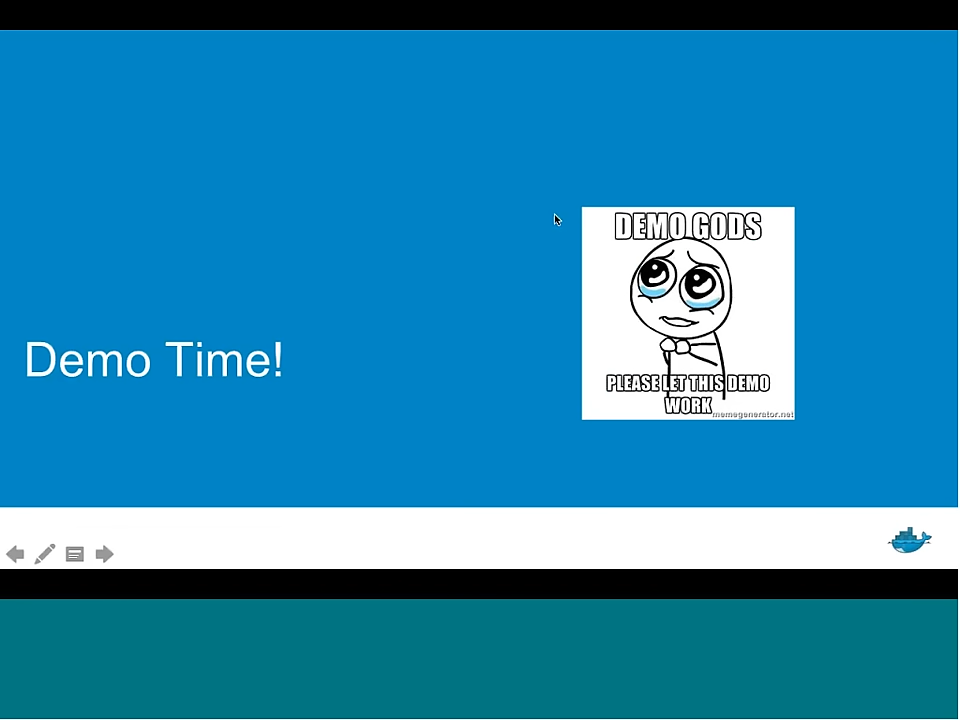 Demo Time!
DEMO GODS
PLEASE LET THIS DEMO
WORK
memegenerator.net